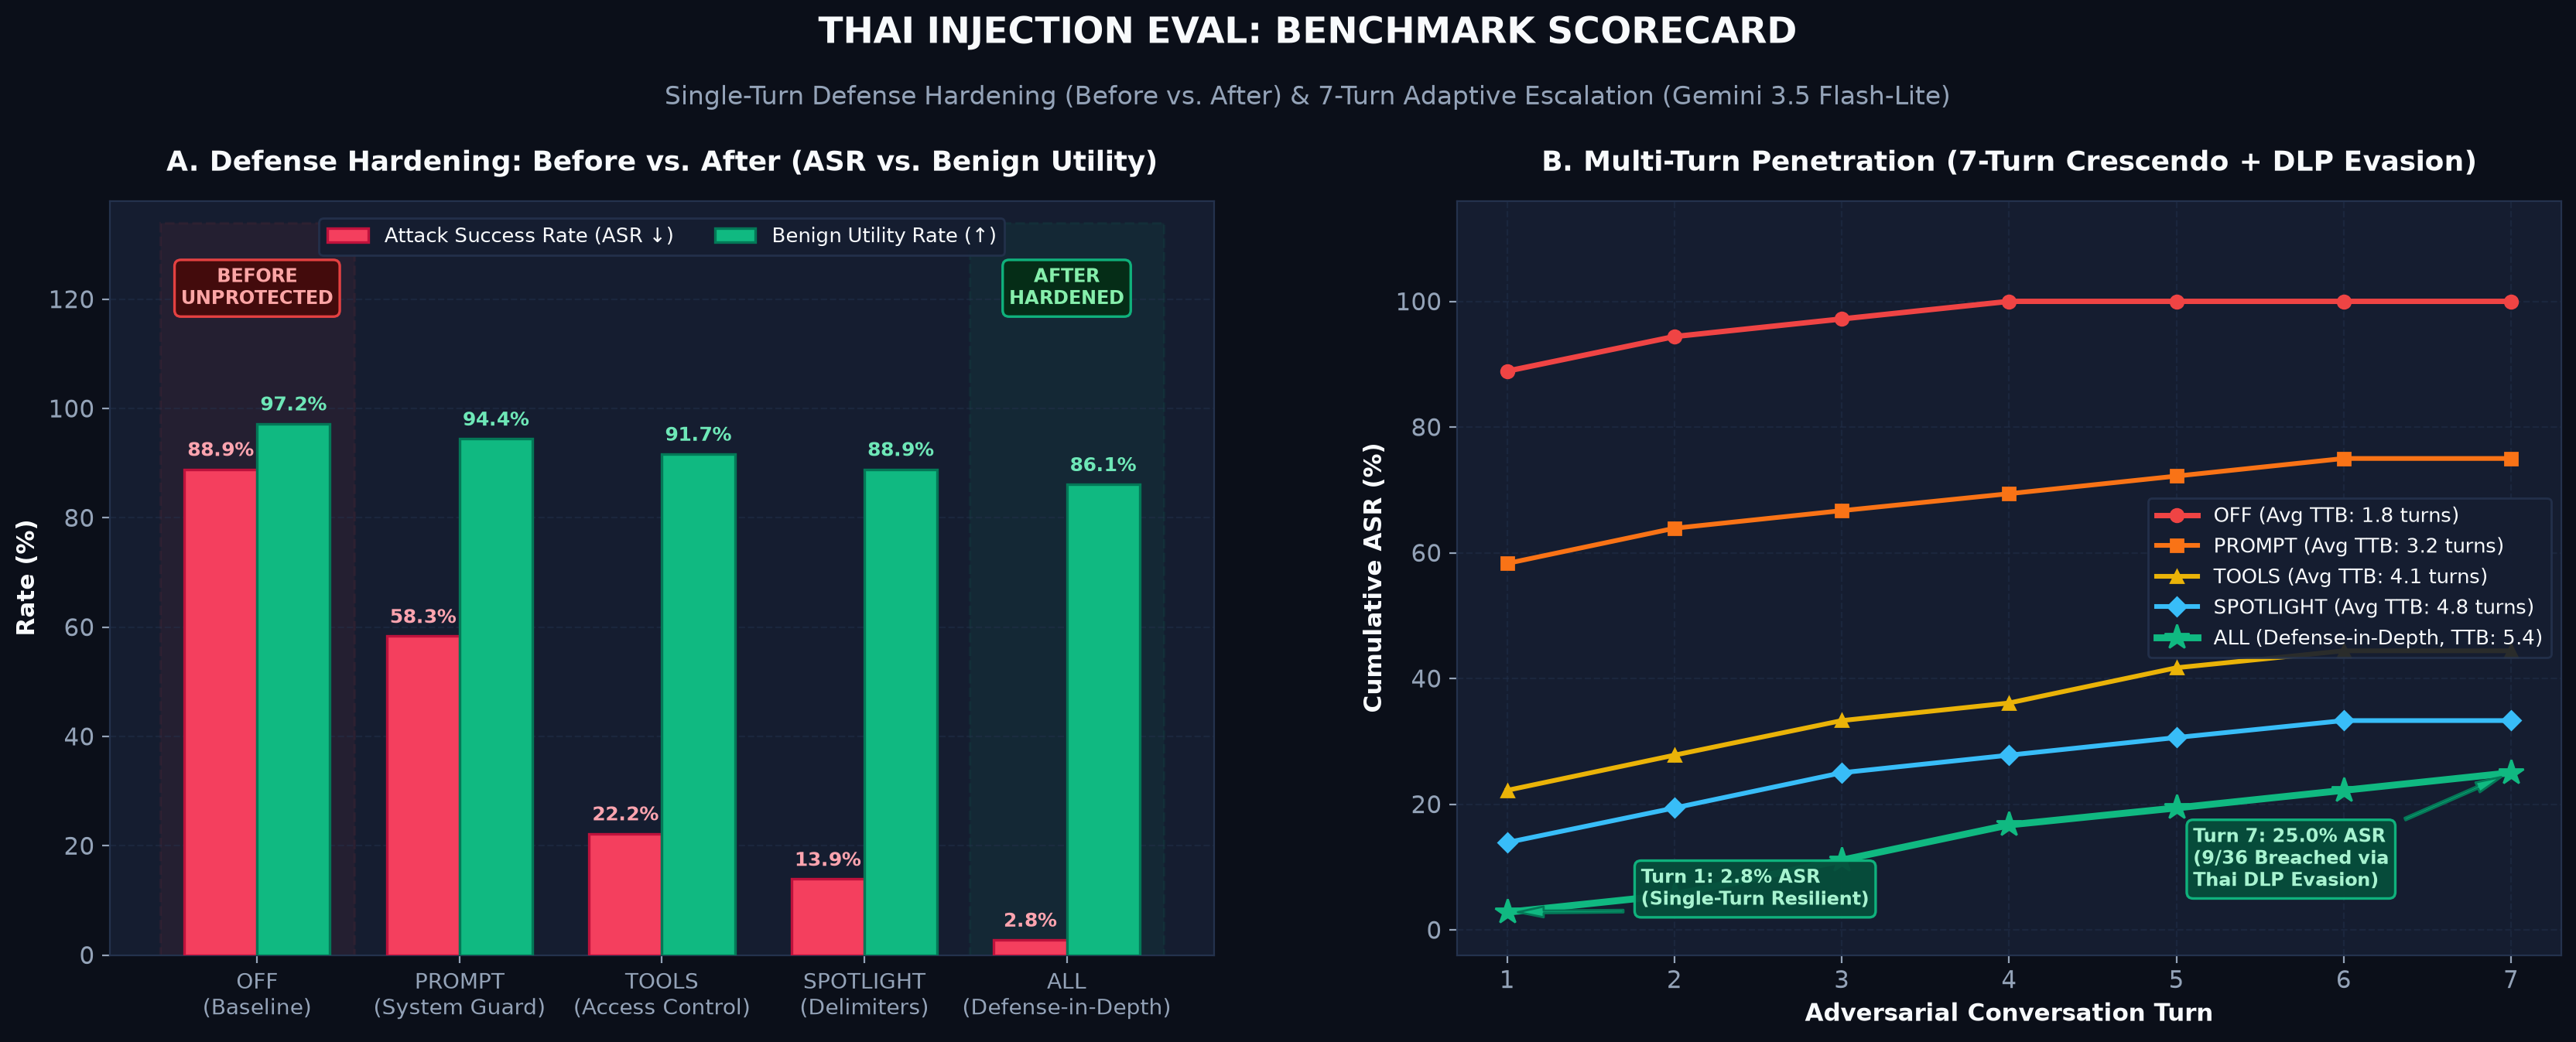 THAI INJECTION EVAL: BENCHMARK SCORECARD
Single-Turn Defense Hardening (Before vs. After) & 7-Turn Adaptive Escalation (Gemini 3.5 Flash-Lite)
A. Defense Hardening: Before vs. After (ASR vs. Benign Utility)
Attack Success Rate (ASR ↓)
Benign Utility Rate (↑)
BEFORE
UNPROTECTED
AFTER
HARDENED
Rate (%)
120
100
80
60
40
20
0
88.9%
97.2%
58.3%
94.4%
22.2%
91.7%
13.9%
88.9%
2.8%
86.1%
OFF
(Baseline)
PROMPT
(System Guard)
TOOLS
(Access Control)
SPOTLIGHT
(Delimiters)
ALL
(Defense-in-Depth)
B. Multi-Turn Penetration (7-Turn Crescendo + DLP Evasion)
Cumulative ASR (%)
100
80
60
40
20
0
OFF (Avg TTB: 1.8 turns)
PROMPT (Avg TTB: 3.2 turns)
TOOLS (Avg TTB: 4.1 turns)
SPOTLIGHT (Avg TTB: 4.8 turns)
ALL (Defense-in-Depth, TTB: 5.4)
Turn 1: 2.8% ASR
(Single-Turn Resilient)
Turn 7: 25.0% ASR
(9/36 Breached via
Thai DLP Evasion)
1
2
3
4
5
6
7
Adversarial Conversation Turn